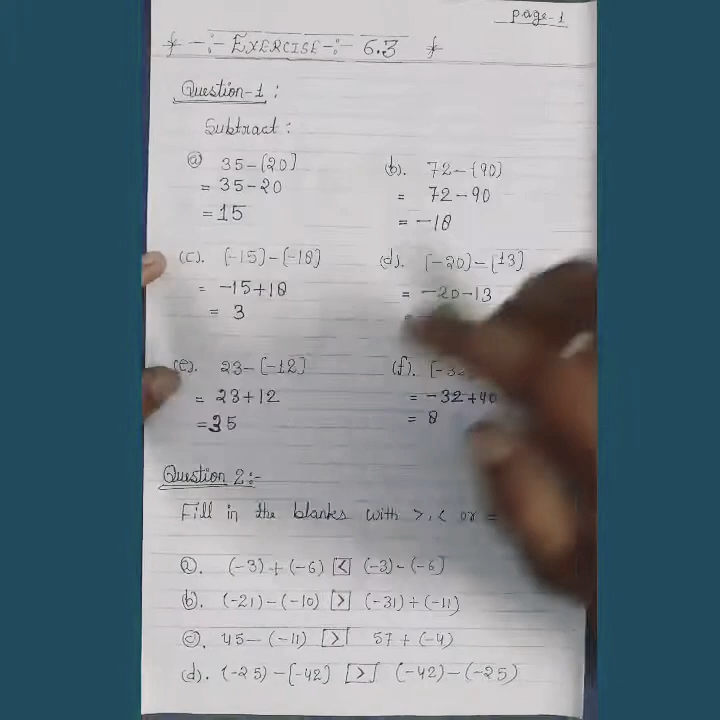 page-1
* -:- EXERCISE -:- 6.3 *
Question-1 :
Subtract :
(a) 35-(20)
= 35-20
= 15
(b). 72-(90)
= 72-90
= -18
(c). (-15)-(-18)
= -15+18
= 3
(d). (-20)-(13)
= -20-13
=
(e). 23-(-12)
= 23+12
= 35
(f). (-32
= -32+40
= 8
Question 2:-
Fill in the blanks with >, < or =
(a). (-3)+(-6) [<] (-3)-(-6)
(b). (-21)-(-10) [>] (-31)+(-11)
(c). 45-(-11) [>] 57+(-4)
(d). (-25)-(-42) [>] (-42)-(-25)